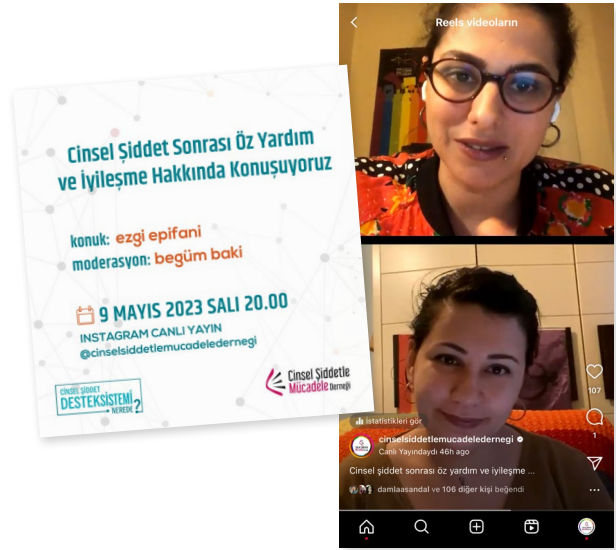 Cinsel Şiddet Sonrası Öz Yardım
ve İyileşme Hakkında Konuşuyoruz
konuk: ezgi epifani
moderasyon: begüm baki
9 MAYIS 2023 SALI 20.00
INSTAGRAM CANLI YAYIN
@cinselsiddetlemucadeledernegi
CİNSEL ŞİDDET
DESTEKSİSTEMİ
NEREDE?
Cinsel Şiddetle
Mücadele Derneği
Reels videoların
107
1
İstatistikleri gör
cinselsiddetlemucadeledernegi
Canlı Yayındaydı 46h ago
Cinsel şiddet sonrası öz yardım ve iyileşme ...
damlaasandal ve 106 diğer kişi beğendi